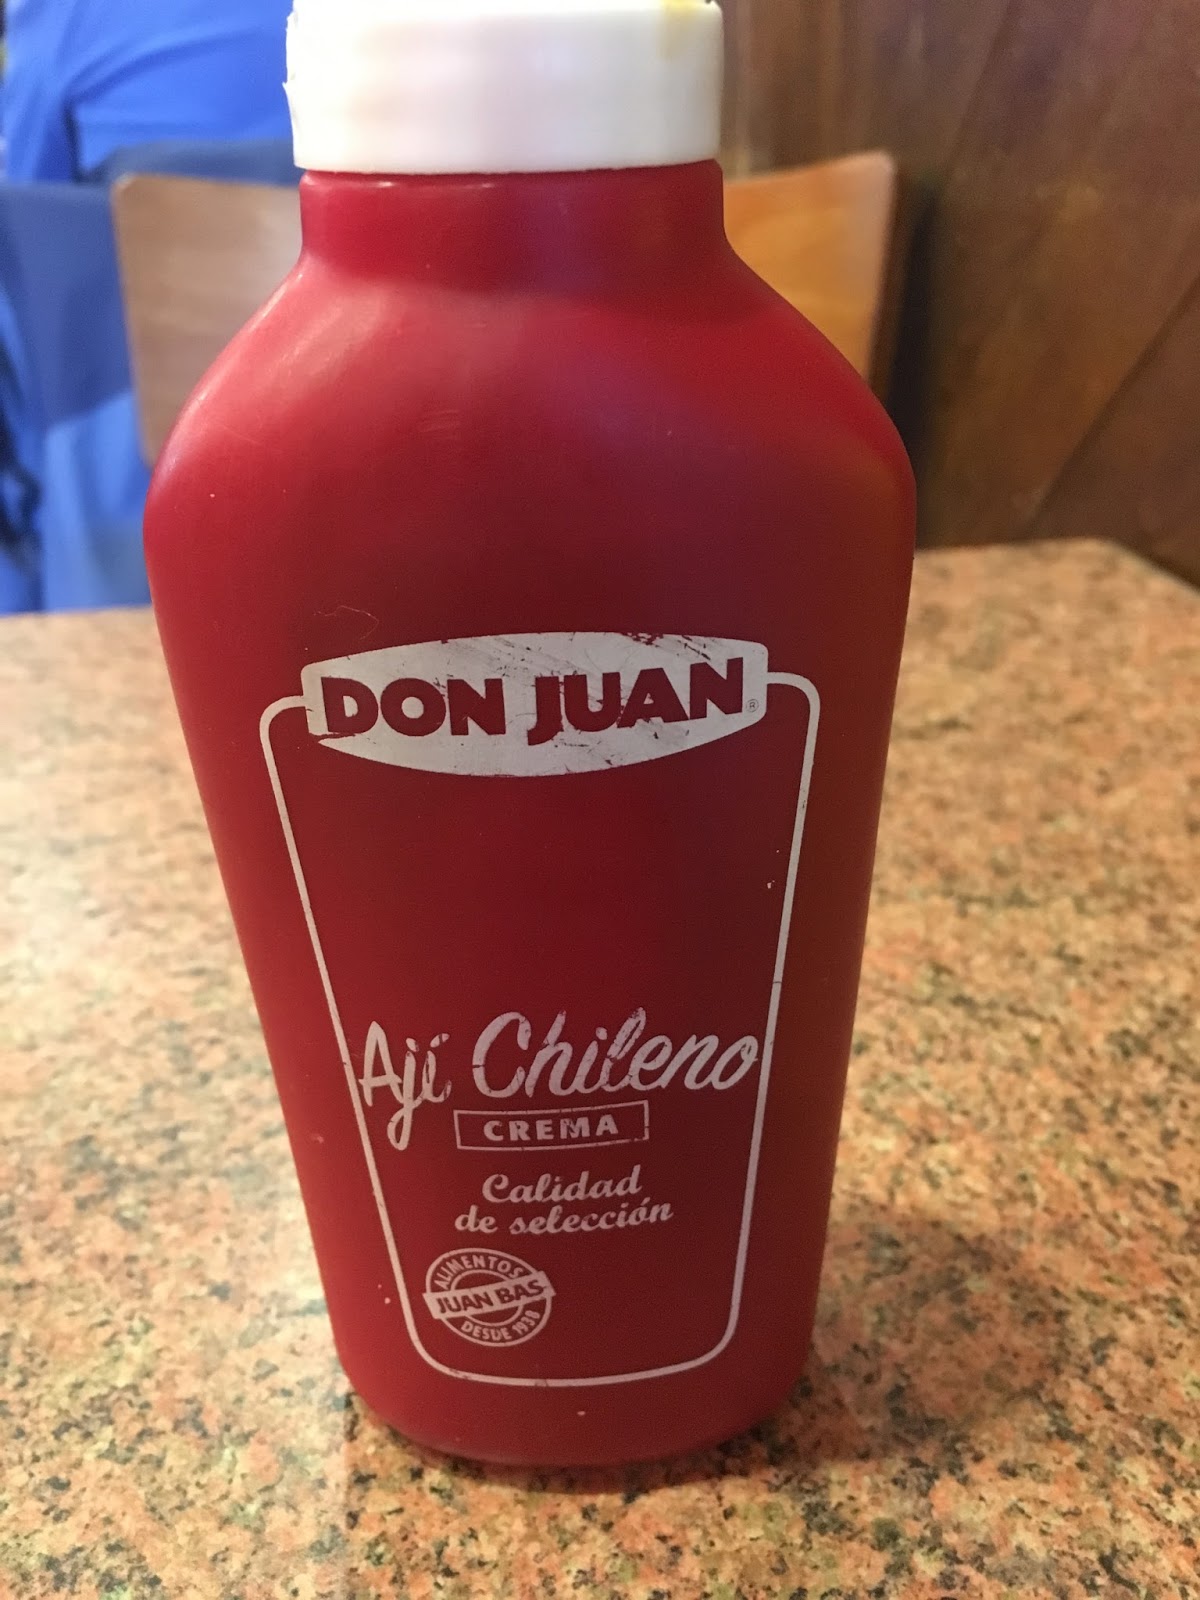 DON JUAN ®
Ají Chileno
CREMA
Calidad
de selección
ALIMENTOS
JUAN BAS
DESDE 1938